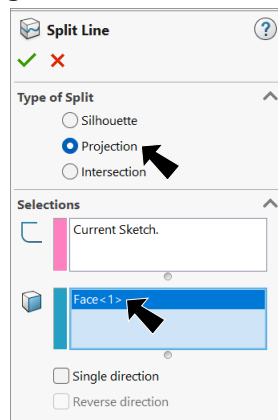 Split Line
?
Type of Split
Silhouette
Projection
Intersection
Selections
Current Sketch.
Face<1>
Single direction
Reverse direction